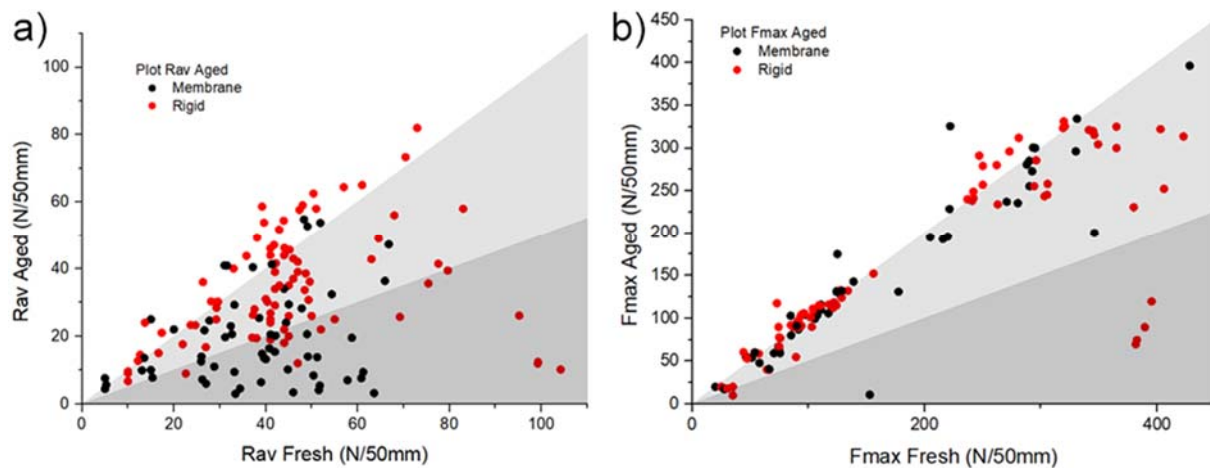 a)
Plot Rav Aged
Membrane
Rigid
Rav Aged (N/50mm)
100
80
60
40
20
0
0 20 40 60 80 100
Rav Fresh (N/50mm)
b)
Plot Fmax Aged
Membrane
Rigid
Fmax Aged (N/50mm)
450
400
350
300
250
200
150
100
50
0
0 200 400
Fmax Fresh (N/50mm)